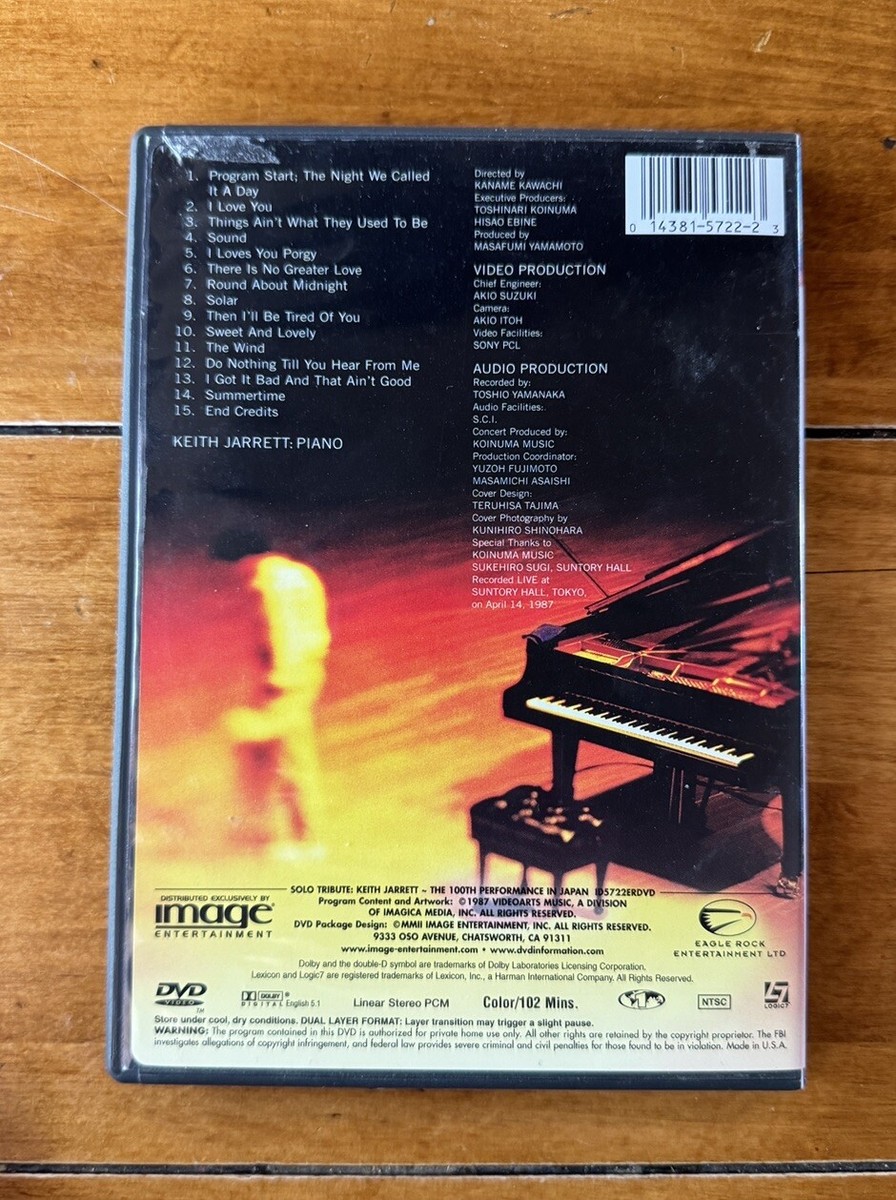 1. Program Start; The Night We Called
It A Day
2. I Love You
3. Things Ain't What They Used To Be
4. Sound
5. I Loves You Porgy
6. There Is No Greater Love
7. Round About Midnight
8. Solar
9. Then I'll Be Tired Of You
10. Sweet And Lovely
11. The Wind
12. Do Nothing Till You Hear From Me
13. I Got It Bad And That Ain't Good
14. Summertime
15. End Credits
KEITH JARRETT: PIANO
Directed by
KANAME KAWACHI
Executive Producers:
TOSHINARI KOINUMA
HISAO EBINE
Produced by
MASAFUMI YAMAMOTO
VIDEO PRODUCTION
Chief Engineer:
AKIO SUZUKI
Camera:
AKIO ITOH
Video Facilities:
SONY PCL
AUDIO PRODUCTION
Recorded by:
TOSHIO YAMANAKA
Audio Facilities:
S.C.I.
Concert Produced by:
KOINUMA MUSIC
Production Coordinator:
YUZOH FUJIMOTO
MASAMICHI ASAISHI
Cover Design:
TERUHISA TAJIMA
Cover Photography by
KUNIHIRO SHINOHARA
Special Thanks to
KOINUMA MUSIC
SUKEHIRO SUGI, SUNTORY HALL
Recorded LIVE at
SUNTORY HALL, TOKYO,
on April 14, 1987
0 14381-5722-2 3
DISTRIBUTED EXCLUSIVELY BY
image
ENTERTAINMENT
SOLO TRIBUTE: KEITH JARRETT ~ THE 100TH PERFORMANCE IN JAPAN ID5722ERDVD
Program Content and Artwork: ©1987 VIDEOARTS MUSIC, A DIVISION
OF IMAGICA MEDIA, INC. ALL RIGHTS RESERVED.
DVD Package Design: ©MMII IMAGE ENTERTAINMENT, INC. ALL RIGHTS RESERVED.
9333 OSO AVENUE, CHATSWORTH, CA 91311
www.image-entertainment.com • www.dvdinformation.com
EAGLE ROCK
ENTERTAINMENT LTD
Dolby and the double-D symbol are trademarks of Dolby Laboratories Licensing Corporation.
Lexicon and Logic7 are registered trademarks of Lexicon, Inc., a Harman International Company. All Rights Reserved.
DVD VIDEO TM
DOLBY DIGITAL ® English 5.1
Linear Stereo PCM
Color/102 Mins.
NTSC
LOGIC7
Store under cool, dry conditions. DUAL LAYER FORMAT: Layer transition may trigger a slight pause.
WARNING: The program contained in this DVD is authorized for private home use only. All other rights are retained by the copyright proprietor. The FBI
investigates allegations of copyright infringement, and federal law provides severe criminal and civil penalties for those found to be in violation. Made in U.S.A.